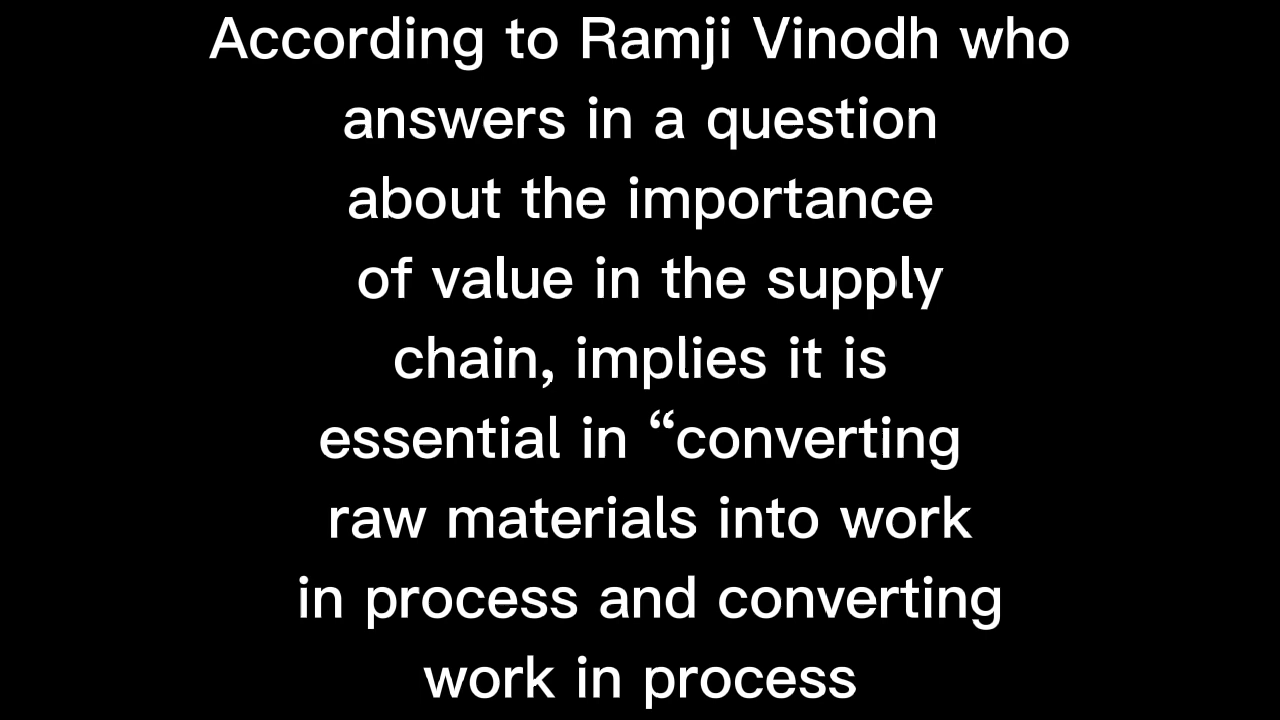 According to Ramji Vinodh who
answers in a question
about the importance
of value in the supply
chain, implies it is
essential in “converting
raw materials into work
in process and converting
work in process